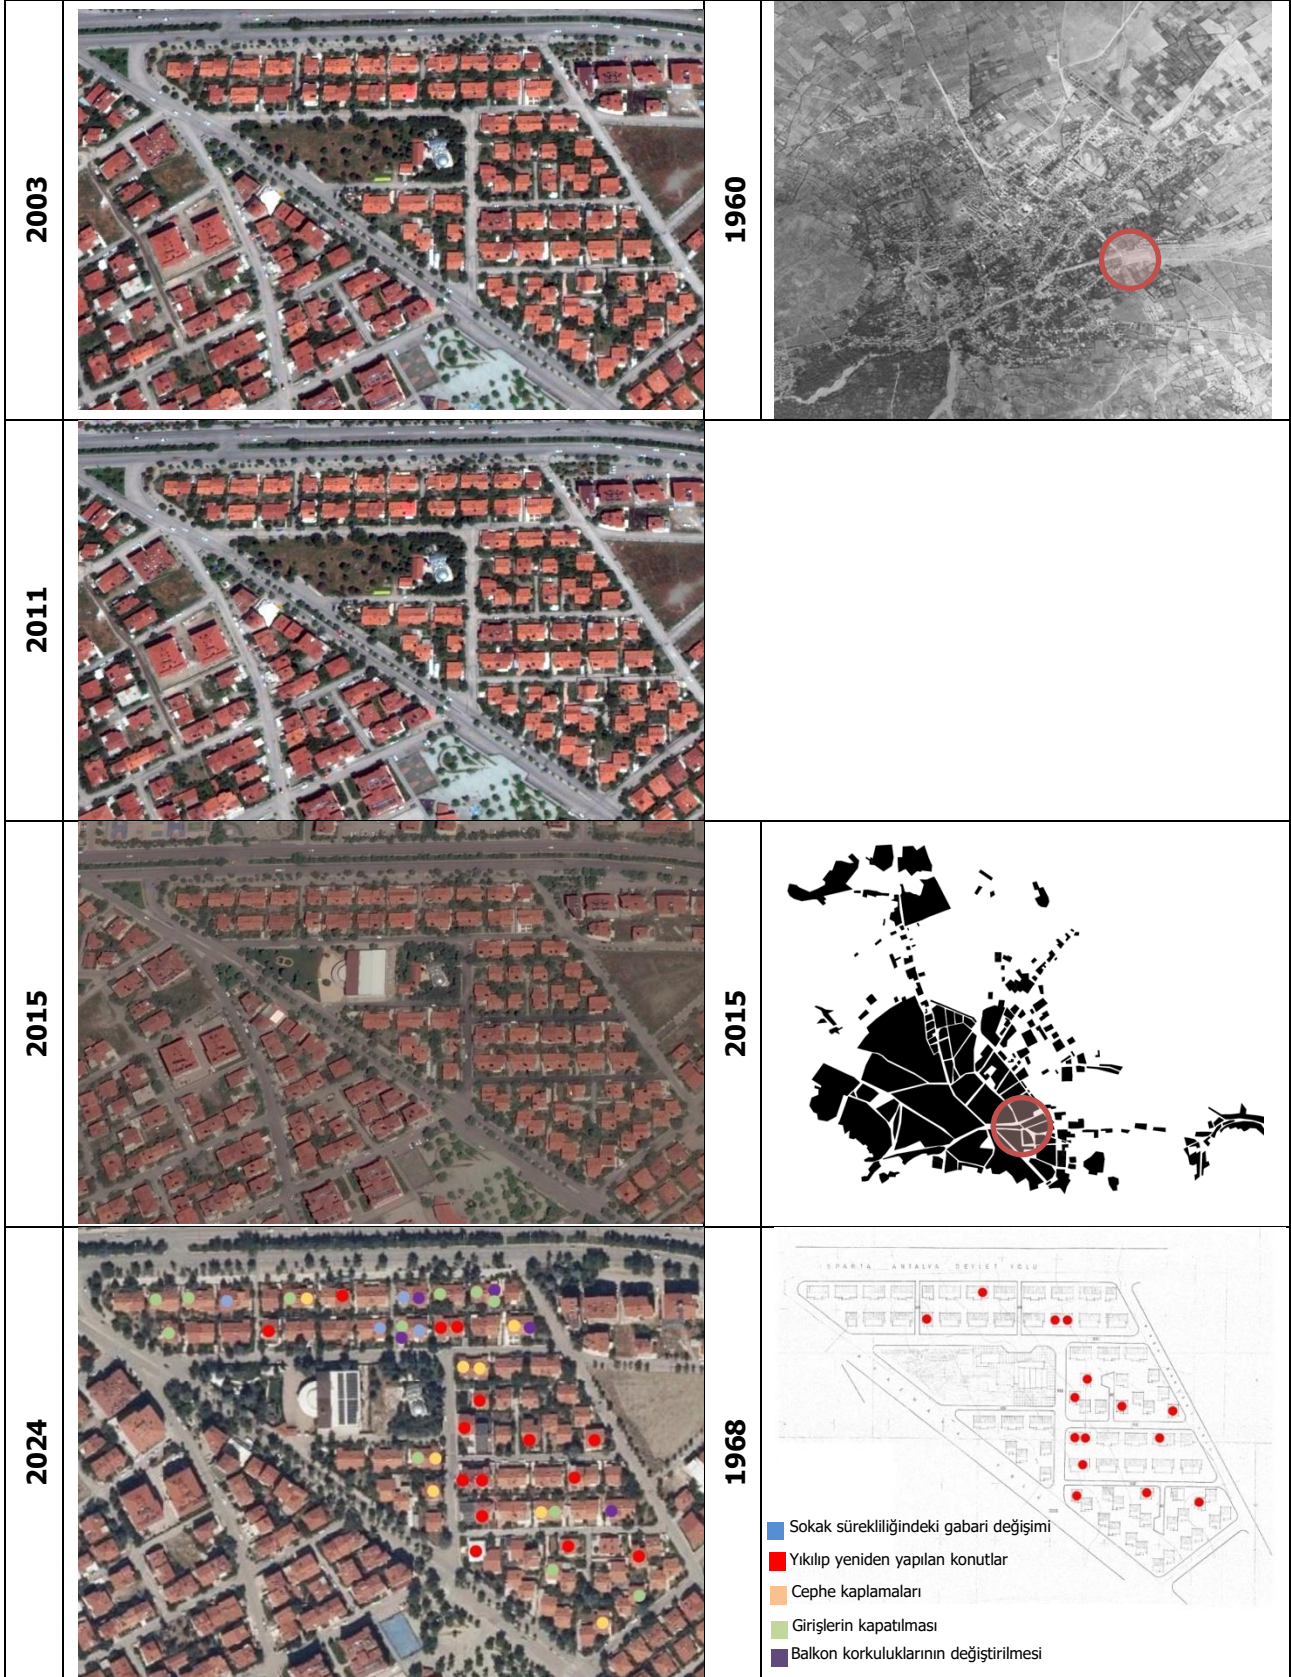 2003
1960
2011
2015
2015
2024
1968
ISPARTA ANTALYA DEVLET YOLU
Sokak sürekliliğindeki gabari değişimi
Yıkılıp yeniden yapılan konutlar
Cephe kaplamaları
Girişlerin kapatılması
Balkon korkuluklarının değiştirilmesi